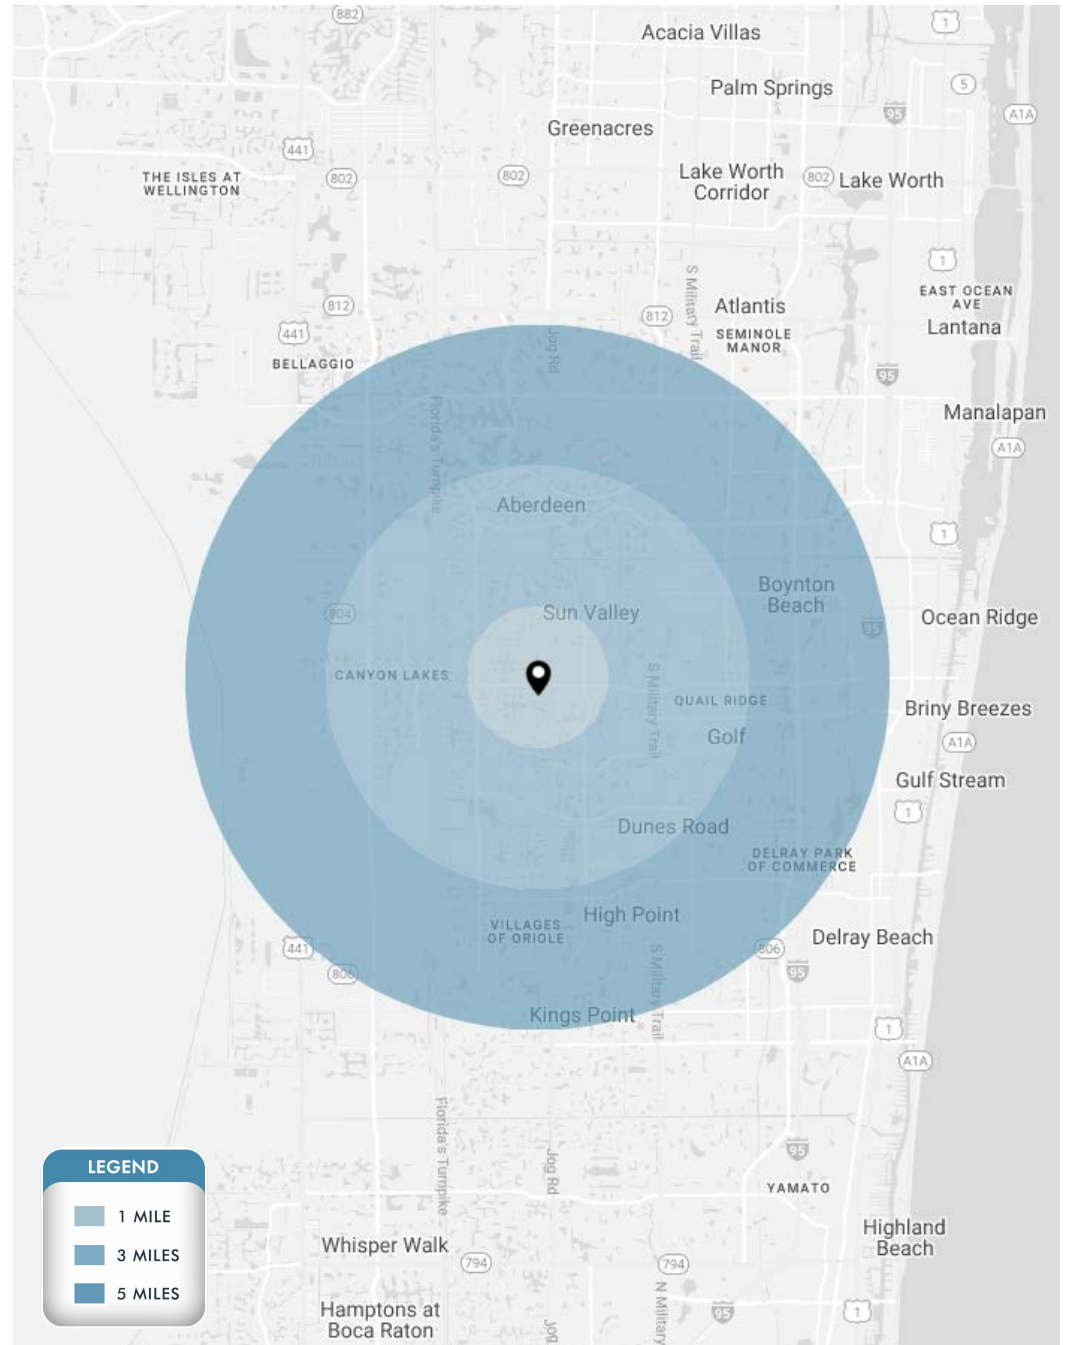 882
1
Acacia Villas
Palm Springs
5
95
A1A
Greenacres
441
802
802
THE ISLES AT
WELLINGTON
Lake Worth
Corridor
802
Lake Worth
1
S Military Trail
EAST OCEAN
AVE
812
Atlantis
812
441
SEMINOLE
MANOR
Lantana
Jog Rd
BELLAGGIO
95
Florida's Turnpike
Manalapan
A1A
Aberdeen
1
Boynton
Beach
804
Sun Valley
95
Ocean Ridge
CANYON LAKES
S Military Trail
QUAIL RIDGE
Briny Breezes
Golf
A1A
Gulf Stream
1
Dunes Road
DELRAY PARK
OF COMMERCE
High Point
VILLAGES
OF ORIOLE
Delray Beach
441
806
806
95
S Military Trail
Kings Point
1
A1A
Florida's Turnpike
Jog Rd
95
LEGEND
1 MILE
3 MILES
5 MILES
YAMATO
Highland
Beach
Whisper Walk
794
794
N Military
Hamptons at
Boca Raton
Jog
95
1